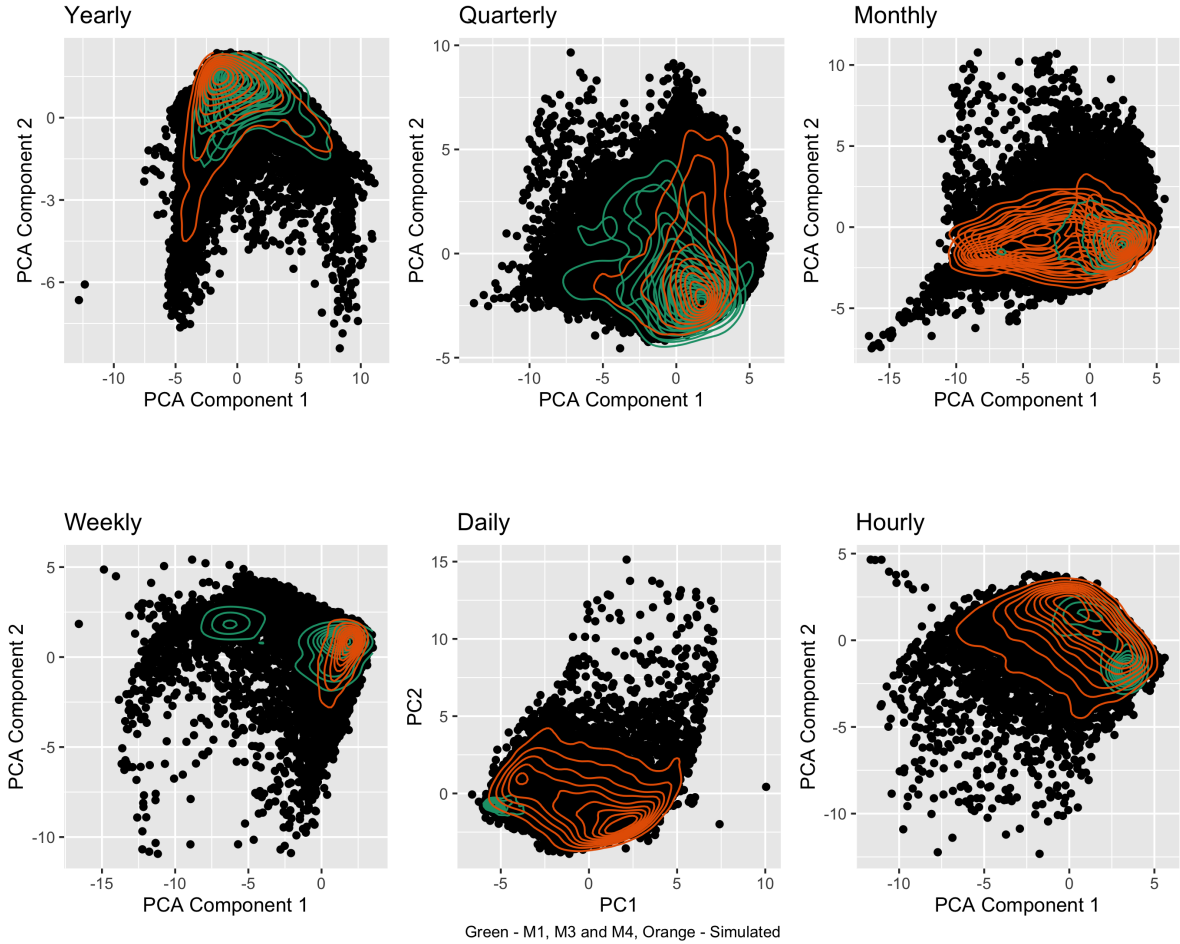 Yearly
Quarterly
Monthly
0
-3
-6
PCA Component 2
-10
-5
0
5
10
PCA Component 1
10
5
0
-5
PCA Component 2
-10
-5
0
5
PCA Component 1
10
5
0
-5
PCA Component 2
-15
-10
-5
0
5
PCA Component 1
Weekly
Daily
Hourly
5
0
-5
-10
PCA Component 2
-15
-10
-5
0
PCA Component 1
15
10
5
0
PC2
-5
0
5
10
PC1
5
0
-5
-10
PCA Component 2
-10
-5
0
5
PCA Component 1
Green - M1, M3 and M4, Orange - Simulated